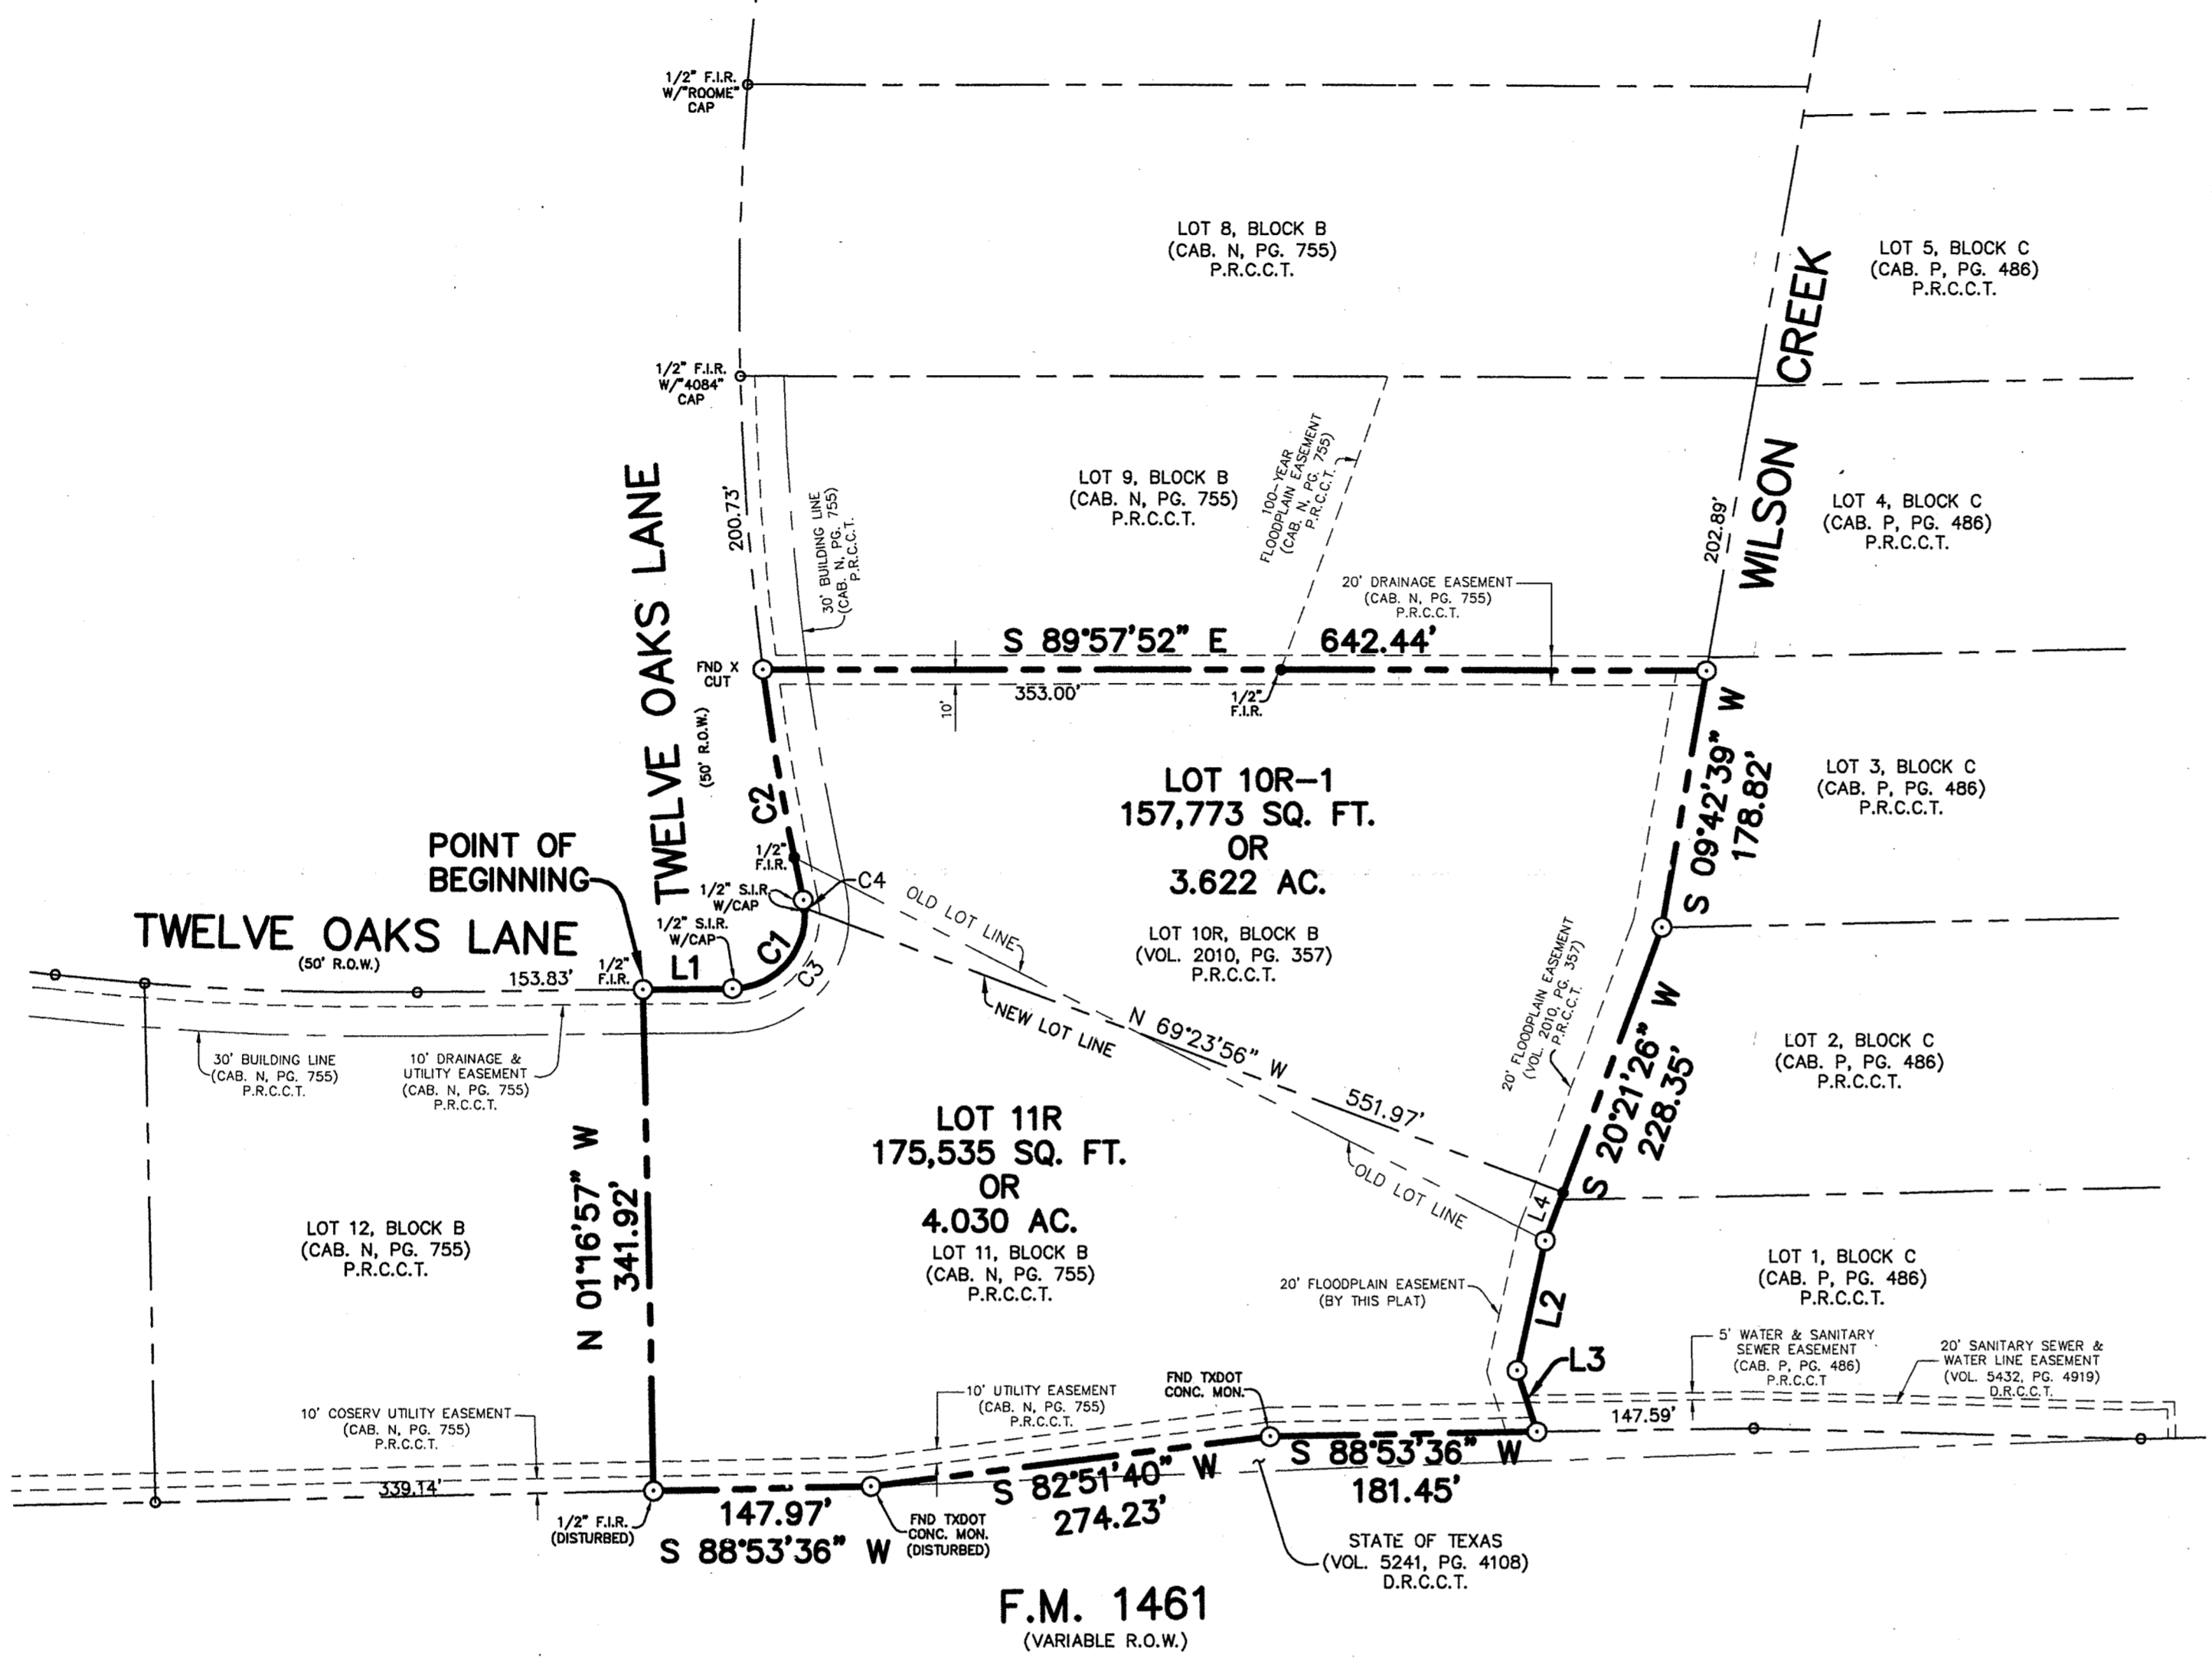 1/2" F.I.R.
W/"ROOME"
CAP
LOT 8, BLOCK B
(CAB. N, PG. 755)
P.R.C.C.T.
LOT 5, BLOCK C
(CAB. P, PG. 486)
P.R.C.C.T.
WILSON CREEK
1/2" F.I.R.
W/"4084"
CAP
TWELVE OAKS LANE
(50' R.O.W.)
200.73'
30' BUILDING LINE
(CAB. N, PG. 755)
P.R.C.C.T.
LOT 9, BLOCK B
(CAB. N, PG. 755)
P.R.C.C.T.
100-YEAR
FLOODPLAIN EASEMENT
(CAB. N, PG. 755)
P.R.C.C.T.
202.89'
LOT 4, BLOCK C
(CAB. P, PG. 486)
P.R.C.C.T.
20' DRAINAGE EASEMENT
(CAB. N, PG. 755)
P.R.C.C.T.
S 89°57'52" E 642.44'
FND X
CUT
353.00'
10'
1/2"
F.I.R.
S 09°42'39" W
178.82'
LOT 3, BLOCK C
(CAB. P, PG. 486)
P.R.C.C.T.
C2
LOT 10R-1
157,773 SQ. FT.
OR
3.622 AC.
LOT 10R, BLOCK B
(VOL. 2010, PG. 357)
P.R.C.C.T.
POINT OF
BEGINNING
1/2"
F.I.R.
1/2" S.I.R.
W/CAP
C4
OLD LOT LINE
TWELVE OAKS LANE
(50' R.O.W.)
153.83'
1/2"
F.I.R.
1/2" S.I.R.
W/CAP
L1
C1
C3
NEW LOT LINE
N 69°23'56" W
551.97'
20' FLOODPLAIN EASEMENT
(VOL. 2010, PG. 357)
P.R.C.C.T.
S 20°21'26" W
228.35'
LOT 2, BLOCK C
(CAB. P, PG. 486)
P.R.C.C.T.
30' BUILDING LINE
(CAB. N, PG. 755)
P.R.C.C.T.
10' DRAINAGE &
UTILITY EASEMENT
(CAB. N, PG. 755)
P.R.C.C.T.
N 01°16'57" W
341.92'
LOT 11R
175,535 SQ. FT.
OR
4.030 AC.
LOT 11, BLOCK B
(CAB. N, PG. 755)
P.R.C.C.T.
OLD LOT LINE
L4
LOT 12, BLOCK B
(CAB. N, PG. 755)
P.R.C.C.T.
20' FLOODPLAIN EASEMENT
(BY THIS PLAT)
L2
LOT 1, BLOCK C
(CAB. P, PG. 486)
P.R.C.C.T.
L3
5' WATER & SANITARY
SEWER EASEMENT
(CAB. P, PG. 486)
P.R.C.C.T
20' SANITARY SEWER &
WATER LINE EASEMENT
(VOL. 5432, PG. 4919)
D.R.C.C.T.
10' COSERV UTILITY EASEMENT
(CAB. N, PG. 755)
P.R.C.C.T.
10' UTILITY EASEMENT
(CAB. N, PG. 755)
P.R.C.C.T.
FND TXDOT
CONC. MON.
147.59'
339.14'
1/2" F.I.R.
(DISTURBED)
147.97'
S 88°53'36" W
FND TXDOT
CONC. MON.
(DISTURBED)
S 82°51'40" W
274.23'
S 88°53'36" W
181.45'
STATE OF TEXAS
(VOL. 5241, PG. 4108)
D.R.C.C.T.
F.M. 1461
(VARIABLE R.O.W.)